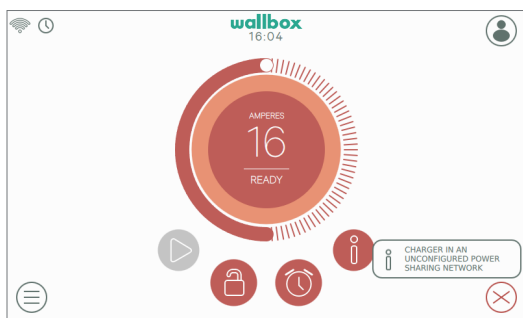 wallbox
16:04
AMPERES
16
READY
CHARGER IN AN
UNCONFIGURED POWER
SHARING NETWORK